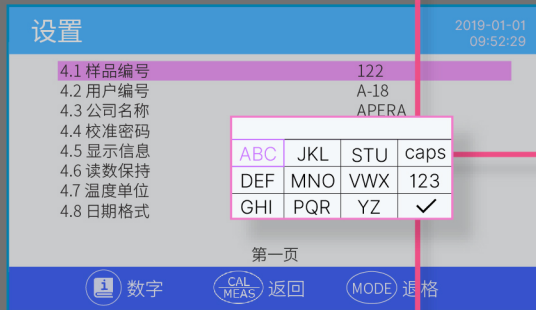 设置
2019-01-01
09:52:29
4.1 样品编号 122
4.2 用户编号 A-18
4.3 公司名称 APERA
4.4 校准密码
4.5 显示信息
4.6 读数保持
4.7 温度单位
4.8 日期格式
ABC JKL STU caps
DEF MNO VWX 123
GHI PQR YZ ✓
第一页
i 数字 CAL MEAS 返回 MODE 退格